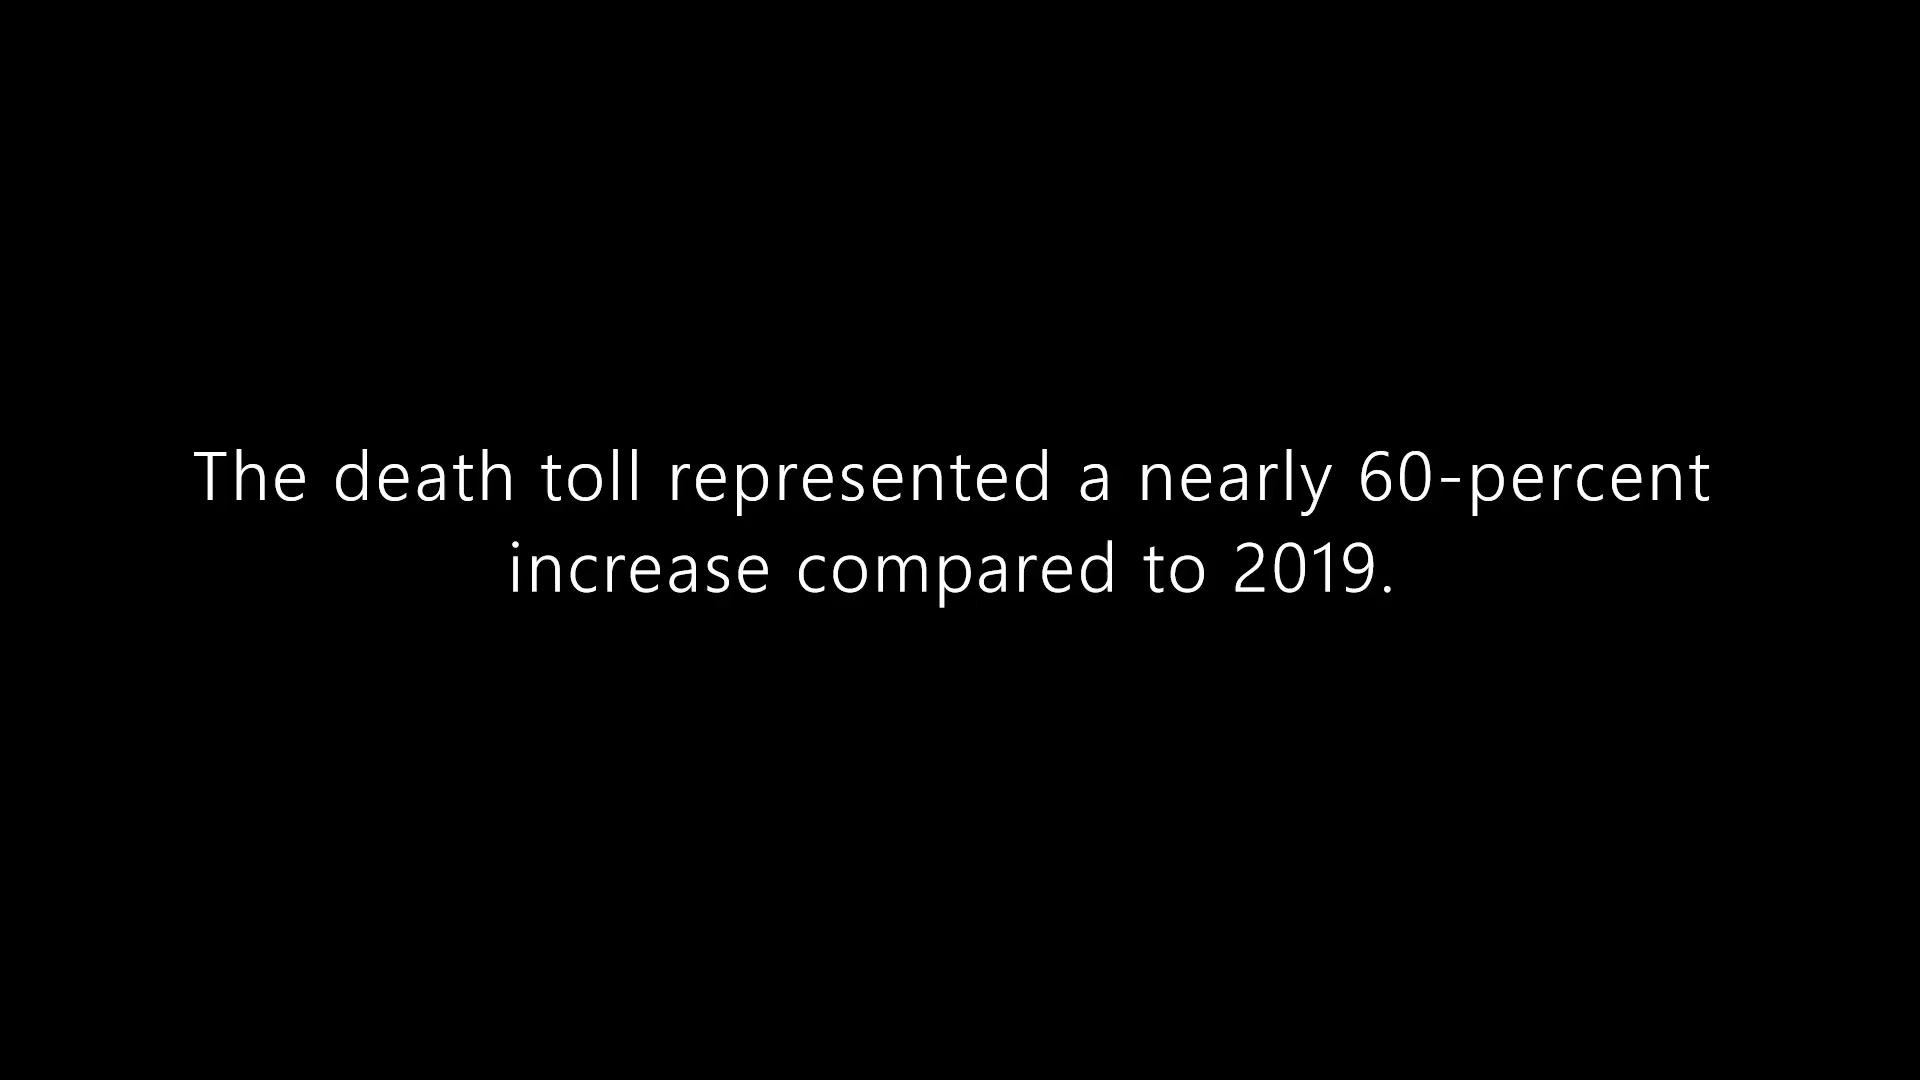 The death toll represented a nearly 60-percent
increase compared to 2019.